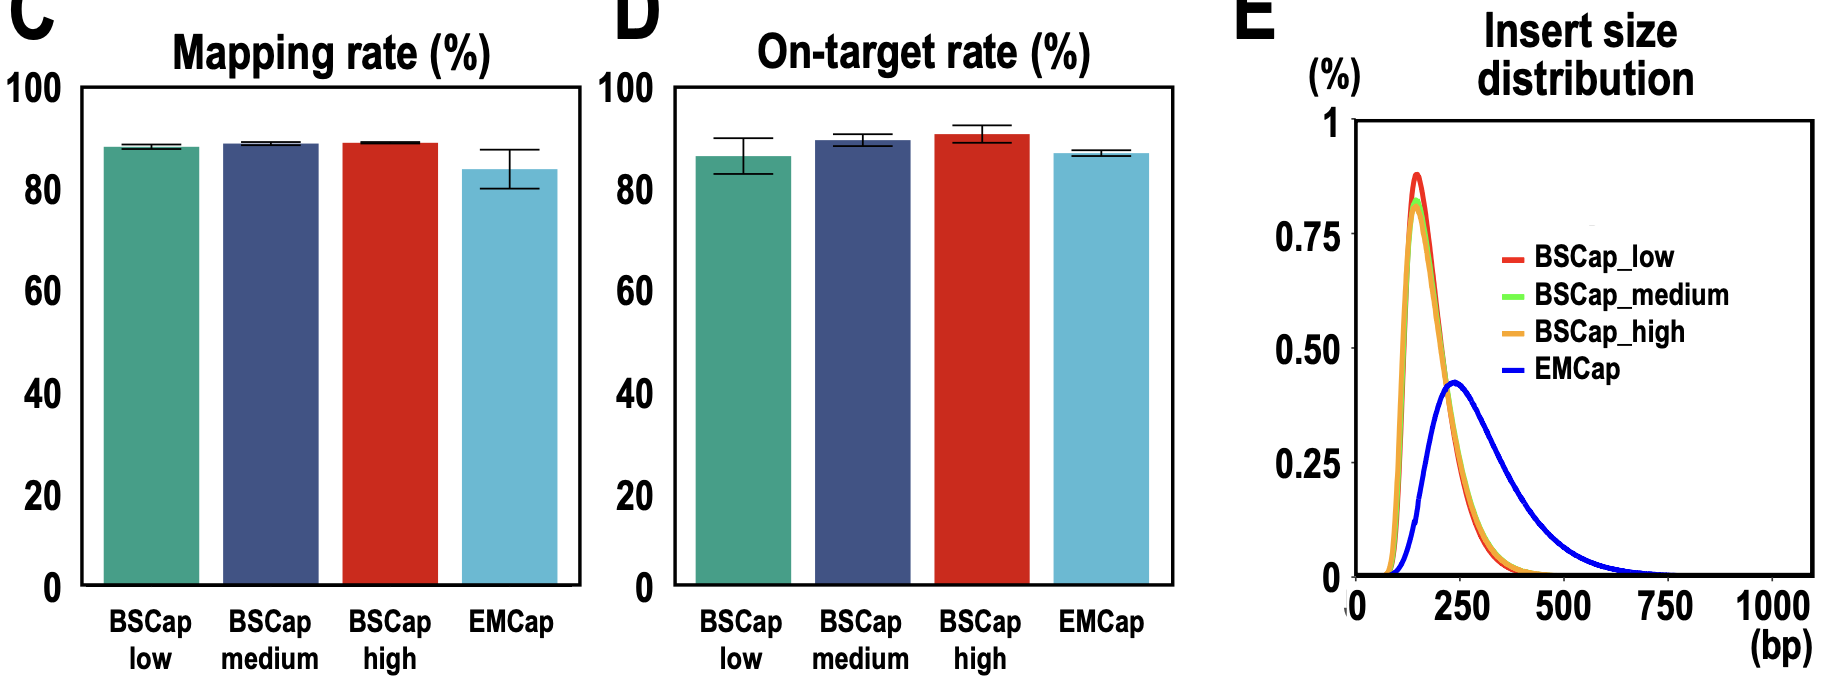 C
Mapping rate (%)
100
80
60
40
20
0
BSCap low
BSCap medium
BSCap high
EMCap
D
On-target rate (%)
100
80
60
40
20
0
BSCap low
BSCap medium
BSCap high
EMCap
E
Insert size
distribution
(%)
1
0.75
0.50
0.25
0
BSCap_low
BSCap_medium
BSCap_high
EMCap
0 250 500 750 1000
(bp)